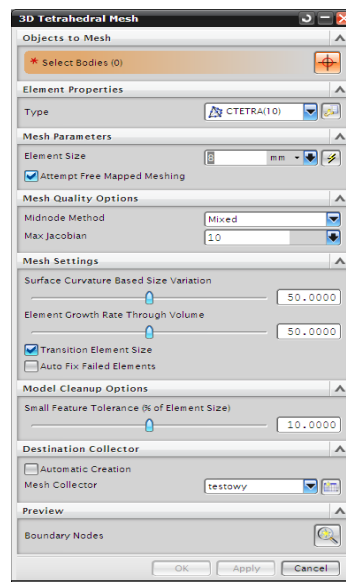 3D Tetrahedral Mesh
Objects to Mesh
* Select Bodies (0)
Element Properties
Type CTETRA(10)
Mesh Parameters
Element Size 0 mm
Attempt Free Mapped Meshing
Mesh Quality Options
Midnode Method Mixed
Max Jacobian 10
Mesh Settings
Surface Curvature Based Size Variation
50.0000
Element Growth Rate Through Volume
50.0000
Transition Element Size
Auto Fix Failed Elements
Model Cleanup Options
Small Feature Tolerance (% of Element Size)
10.0000
Destination Collector
Automatic Creation
Mesh Collector testowy
Preview
Boundary Nodes
OK Apply Cancel